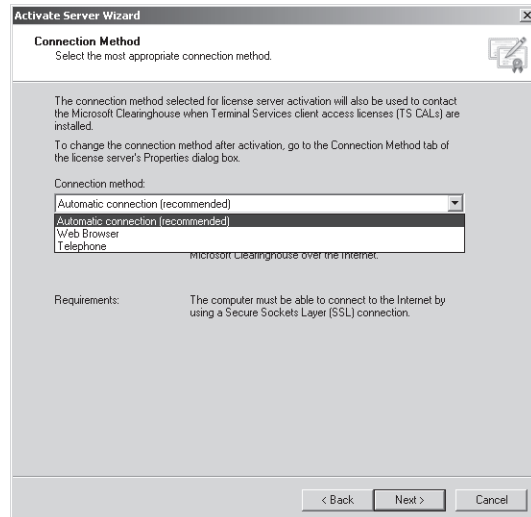 Activate Server Wizard
Connection Method
Select the most appropriate connection method.
The connection method selected for license server activation will also be used to contact
the Microsoft Clearinghouse when Terminal Services client access licenses (TS CALs) are
installed.
To change the connection method after activation, go to the Connection Method tab of
the license server's Properties dialog box.
Connection method:
Automatic connection (recommended)
Automatic connection (recommended)
Web Browser
Telephone
Microsoft Clearinghouse over the Internet.
Requirements:
The computer must be able to connect to the Internet by
using a Secure Sockets Layer (SSL) connection.
< Back
Next >
Cancel